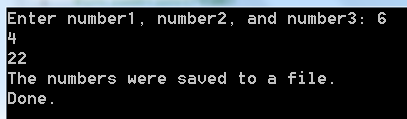 Enter number1, number2, and number3: 6
4
22
The numbers were saved to a file.
Done.